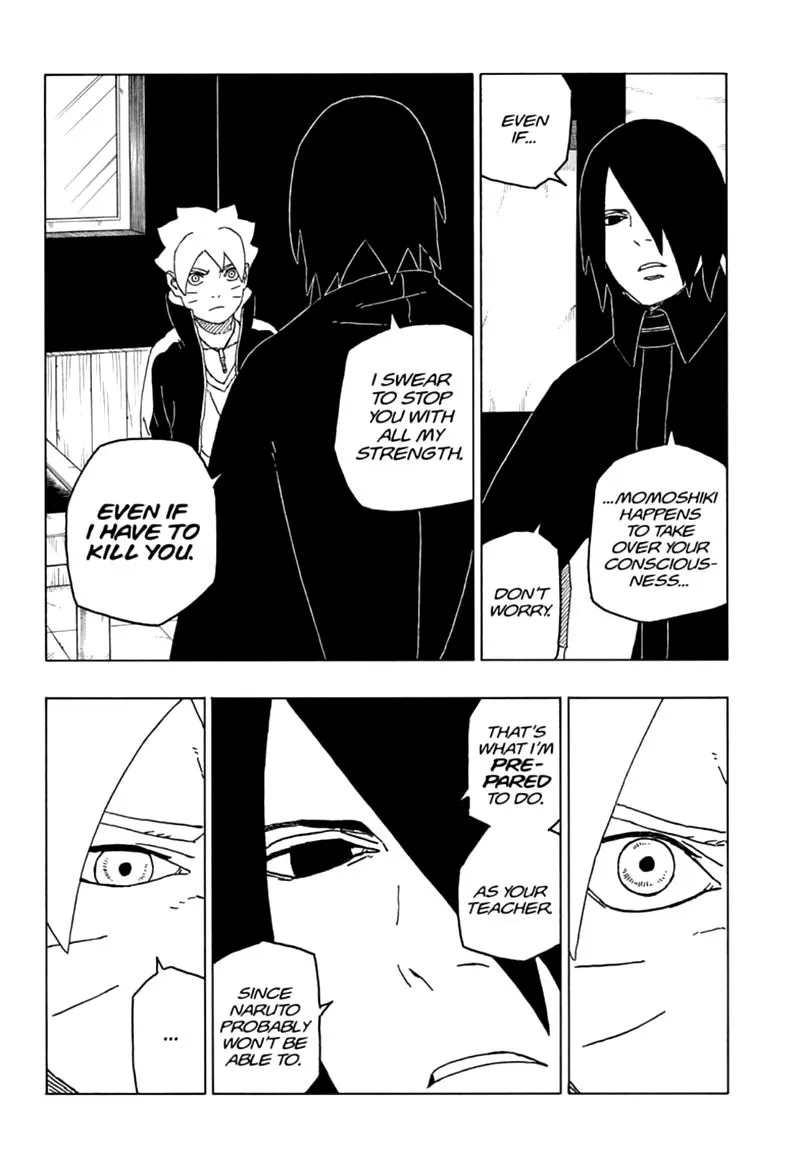 EVEN
IF...
...MOMOSHIKI
HAPPENS
TO TAKE
OVER YOUR
CONSCIOUS-
NESS...
DON'T
WORRY.
I SWEAR
TO STOP
YOU WITH
ALL MY
STRENGTH.
EVEN IF
I HAVE TO
KILL YOU.
THAT'S
WHAT I'M
PRE-
PARED
TO DO.
AS YOUR
TEACHER.
SINCE
NARUTO
PROBABLY
WON'T BE
ABLE TO.
...